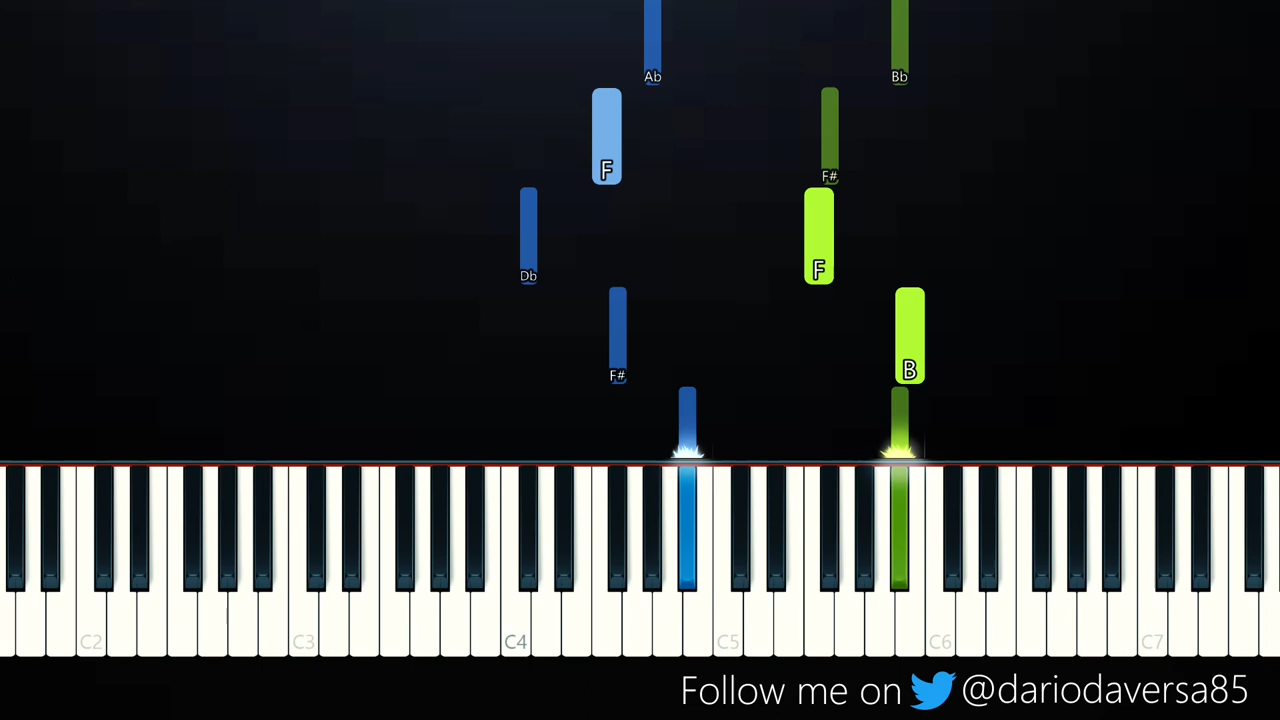 Ab Bb
F F#
Db F
F# B
C2 C3 C4 C5 C6 C7
Follow me on @dariodaversa85